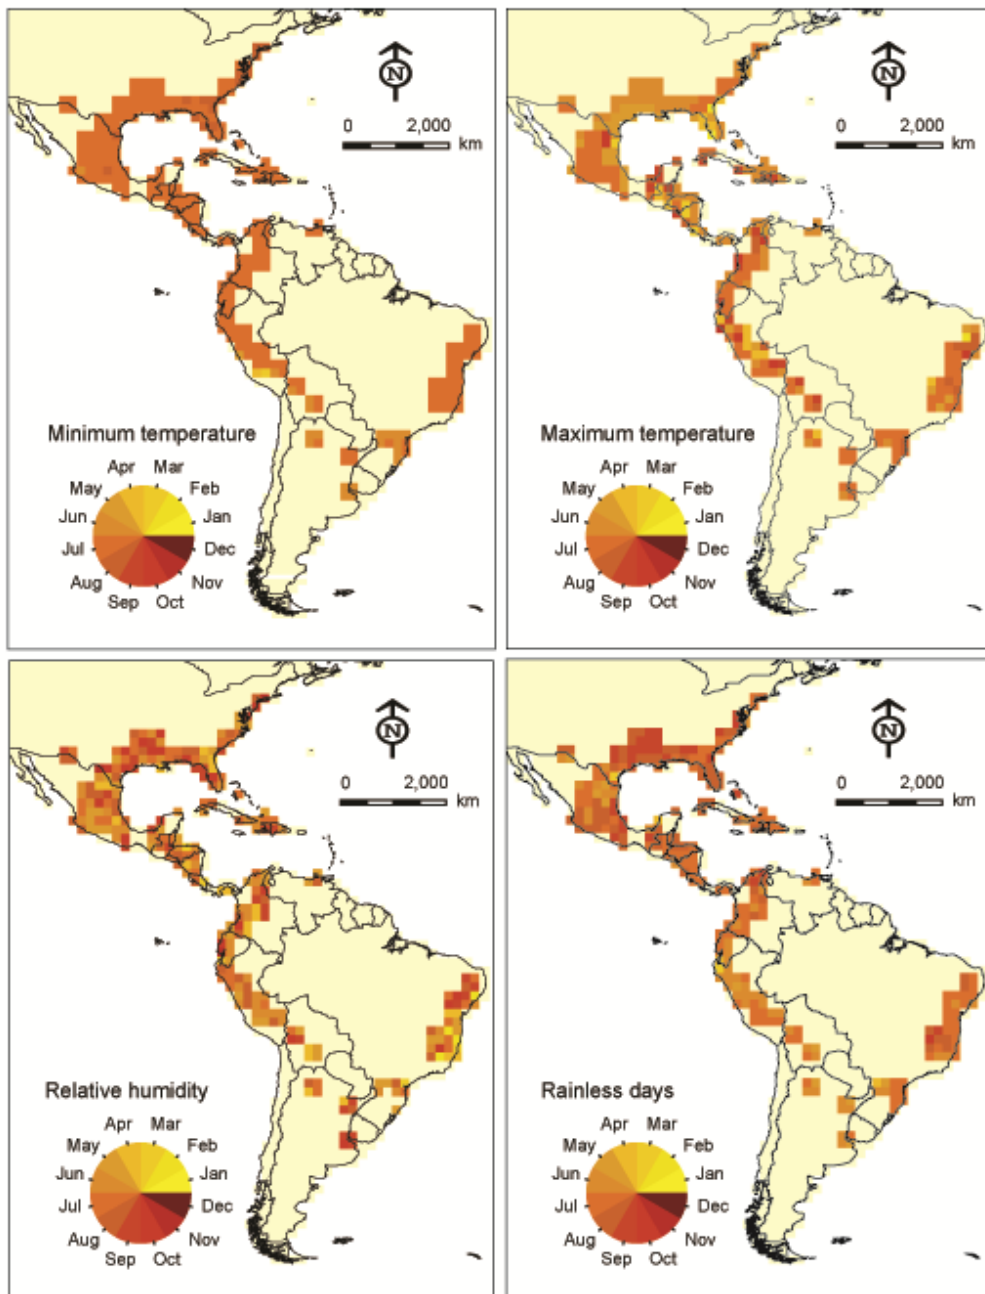 N
0 2,000
km
Minimum temperature
Apr Mar
May Feb
Jun Jan
Jul Dec
Aug Nov
Sep Oct
N
0 2,000
km
Maximum temperature
Apr Mar
May Feb
Jun Jan
Jul Dec
Aug Nov
Sep Oct
N
0 2,000
km
Relative humidity
Apr Mar
May Feb
Jun Jan
Jul Dec
Aug Nov
Sep Oct
N
0 2,000
km
Rainless days
Apr Mar
May Feb
Jun Jan
Jul Dec
Aug Nov
Sep Oct